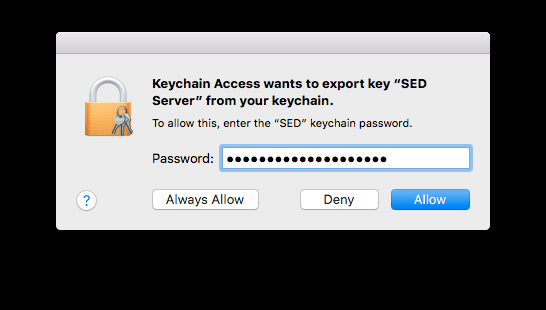 Keychain Access wants to export key “SED
Server” from your keychain.
To allow this, enter the “SED” keychain password.
Password: ••••••••••••••••••••
? Always Allow Deny Allow